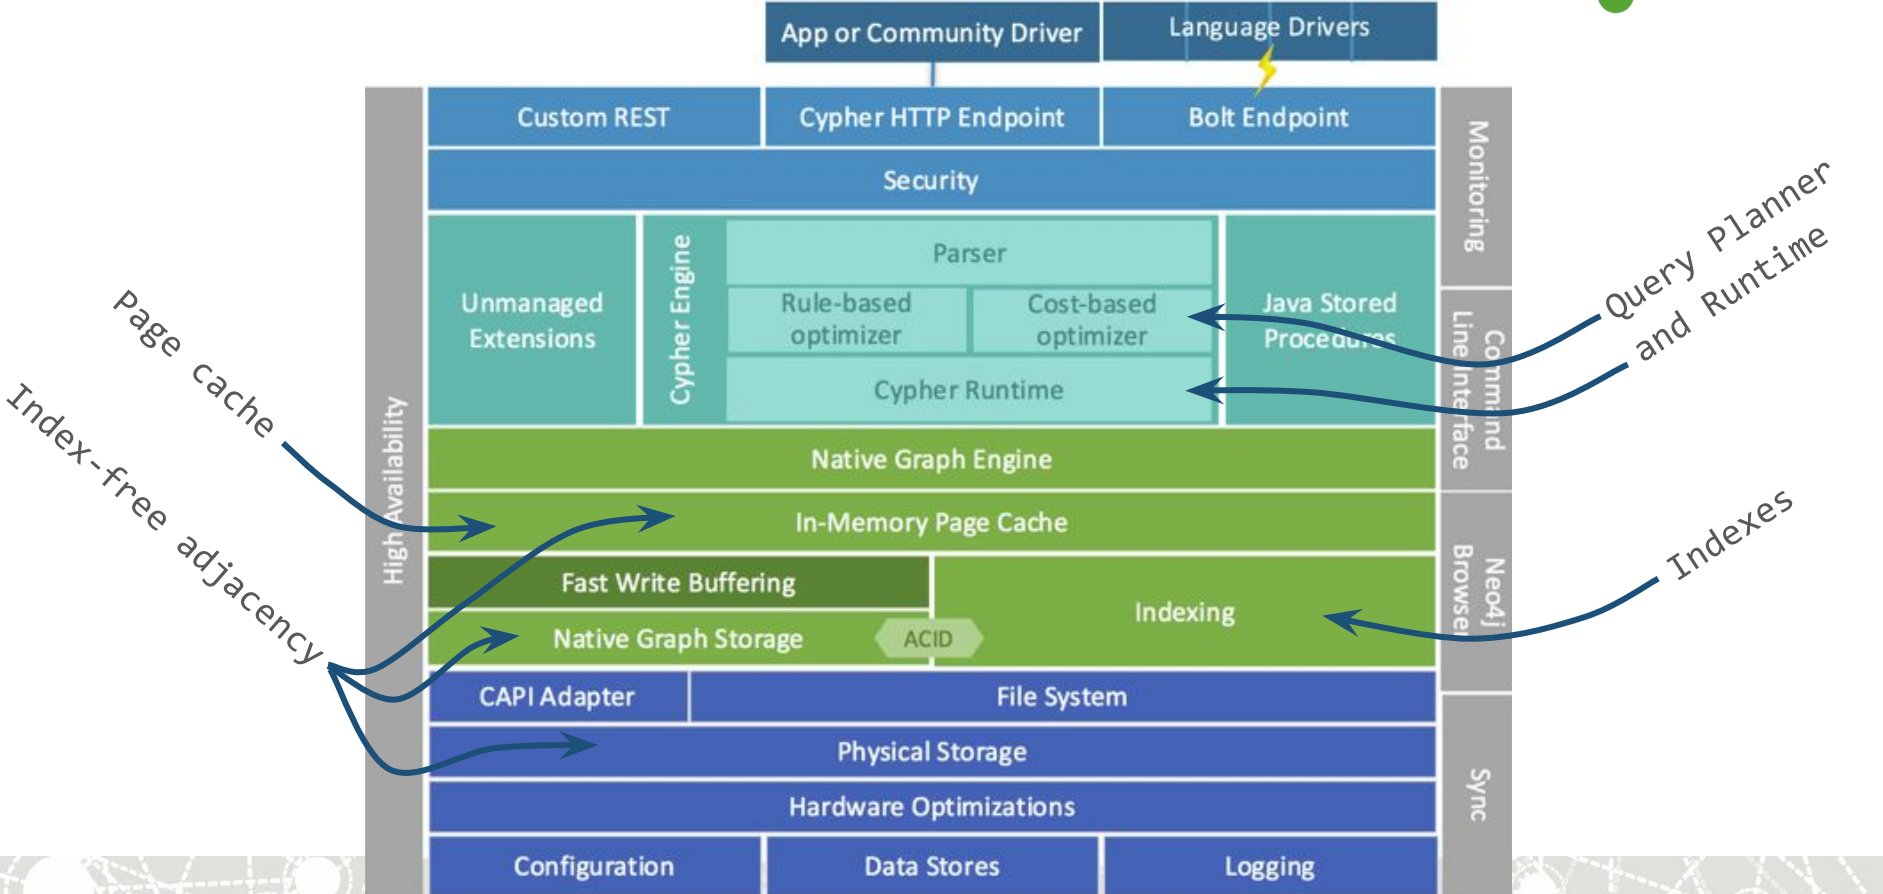 App or Community Driver
Language Drivers
Custom REST
Cypher HTTP Endpoint
Bolt Endpoint
Security
Unmanaged
Extensions
Cypher Engine
Parser
Rule-based
optimizer
Cost-based
optimizer
Cypher Runtime
Java Stored
Procedures
Native Graph Engine
In-Memory Page Cache
Fast Write Buffering
Native Graph Storage
ACID
Indexing
CAPI Adapter
File System
Physical Storage
Hardware Optimizations
Configuration
Data Stores
Logging
High Availability
Monitoring
Command
Line Interface
Neo4j
Browser
Sync
Page cache
Index-free adjacency
Query Planner
and Runtime
Indexes